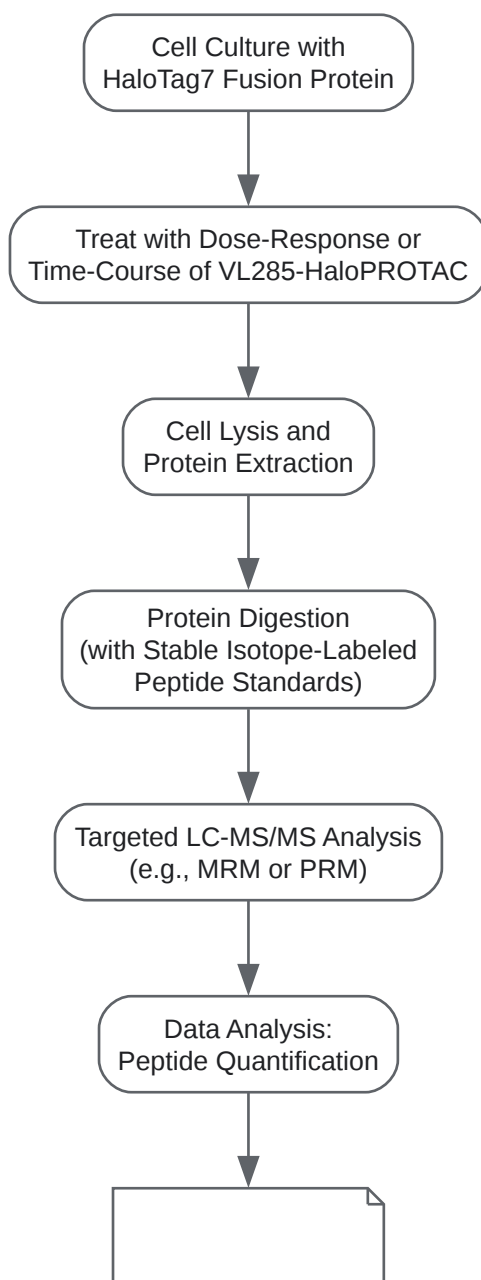 Cell Culture with
HaloTag7 Fusion Protein
Treat with Dose-Response or
Time-Course of VL285-HaloPROTAC
Cell Lysis and
Protein Extraction
Protein Digestion
(with Stable Isotope-Labeled
Peptide Standards)
Targeted LC-MS/MS Analysis
(e.g., MRM or PRM)
Data Analysis:
Peptide Quantification